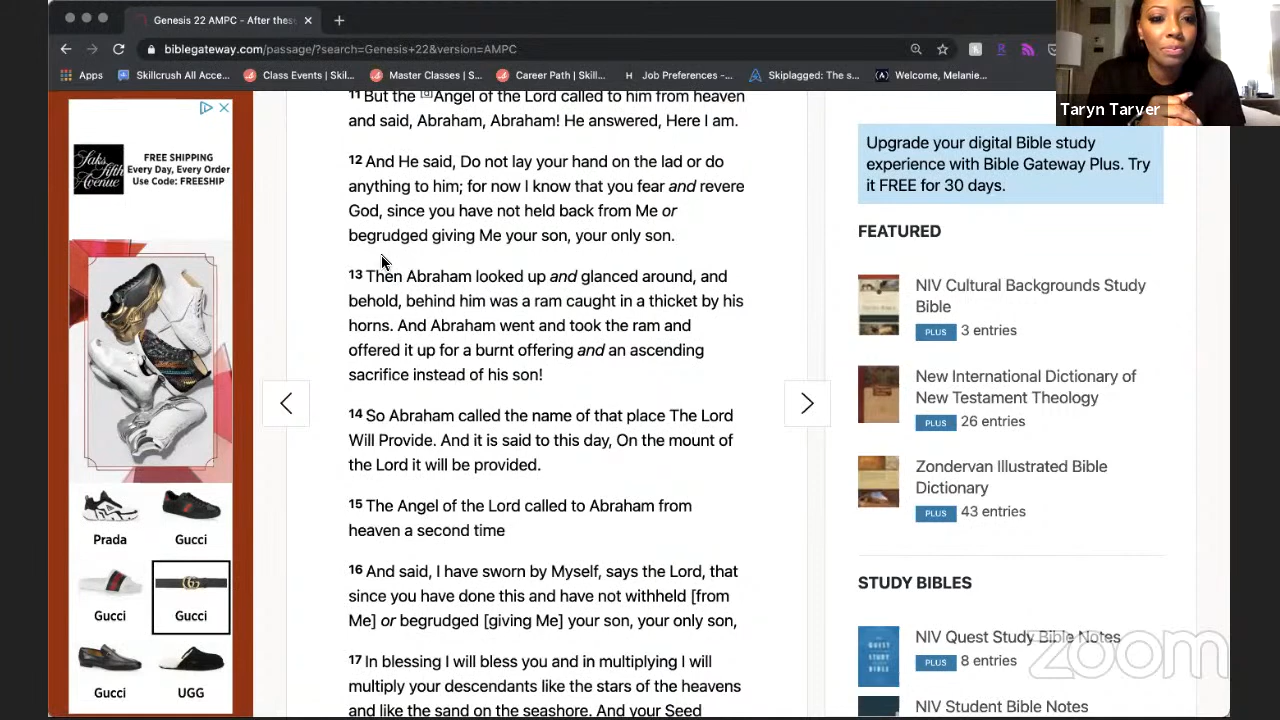 Genesis 22 AMPC - After thes
biblegateway.com/passage/?search=Genesis+22&version=AMPC
Apps
Skillcrush All Acce...
Class Events | Skil...
Master Classes | S...
Career Path | Skill...
Job Preferences -...
Skiplagged: The s...
Welcome, Melanie...
Taryn Tarver
Saks
Fifth
Avenue
FREE SHIPPING
Every Day, Every Order
Use Code: FREESHIP
Prada
Gucci
Gucci
Gucci
Gucci
UGG
11 But the Angel of the Lord called to him from heaven
and said, Abraham, Abraham! He answered, Here I am.
12 And He said, Do not lay your hand on the lad or do
anything to him; for now I know that you fear and revere
God, since you have not held back from Me or
begrudged giving Me your son, your only son.
13 Then Abraham looked up and glanced around, and
behold, behind him was a ram caught in a thicket by his
horns. And Abraham went and took the ram and
offered it up for a burnt offering and an ascending
sacrifice instead of his son!
14 So Abraham called the name of that place The Lord
Will Provide. And it is said to this day, On the mount of
the Lord it will be provided.
15 The Angel of the Lord called to Abraham from
heaven a second time
16 And said, I have sworn by Myself, says the Lord, that
since you have done this and have not withheld [from
Me] or begrudged [giving Me] your son, your only son,
17 In blessing I will bless you and in multiplying I will
multiply your descendants like the stars of the heavens
and like the sand on the seashore. And your Seed
Upgrade your digital Bible study
experience with Bible Gateway Plus. Try
it FREE for 30 days.
FEATURED
NIV Cultural Backgrounds Study
Bible
PLUS 3 entries
New International Dictionary of
New Testament Theology
PLUS 26 entries
Zondervan Illustrated Bible
Dictionary
PLUS 43 entries
STUDY BIBLES
NIV Quest Study Bible Notes
PLUS 8 entries
NIV Student Bible Notes
zoom